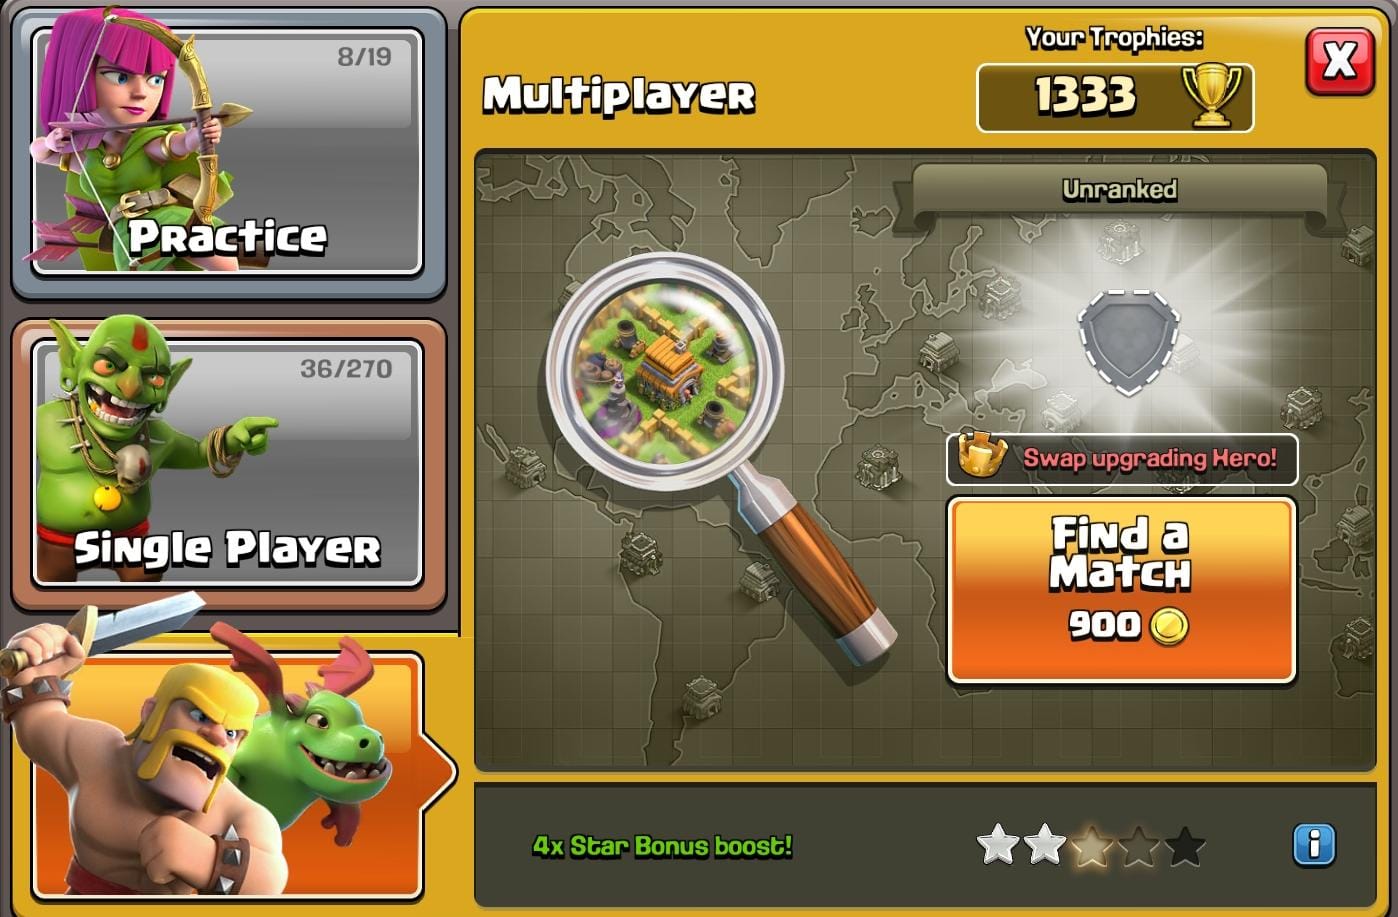 8/19
Practice
36/270
Single Player
Multiplayer
Your Trophies:
1333
X
Unranked
Swap upgrading Hero!
Find a
Match
900
4x Star Bonus boost!
i